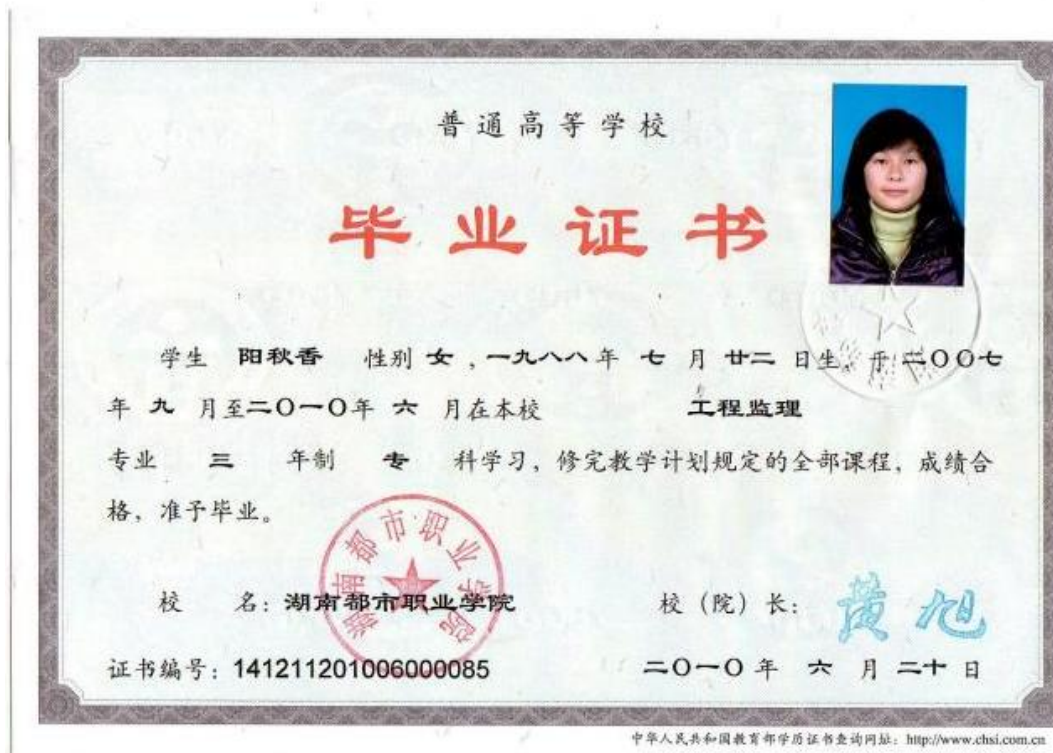 普通高等学校
毕业证书
学生 阳秋香 性别 女，一九八八年 七 月 廿二 日生，于二〇〇七
年 九 月至二〇一〇年 六 月在本校 工程监理
专业 三 年制 专 科学习，修完教学计划规定的全部课程，成绩合
格，准予毕业。
湖南都市职业学院
校 名：湖南都市职业学院 校（院）长：黄旭
证书编号：141211201006000085 二〇一〇年 六 月 二十 日
中华人民共和国教育部学历证书查询网址：http://www.chsi.com.cn